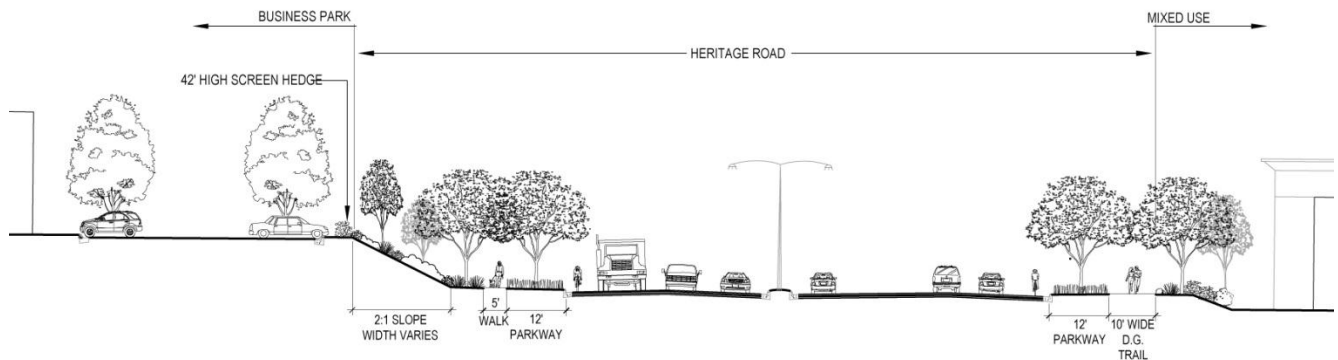 BUSINESS PARK
MIXED USE
HERITAGE ROAD
42' HIGH SCREEN HEDGE
2:1 SLOPE
WIDTH VARIES
5'
WALK
12'
PARKWAY
12'
PARKWAY
10' WIDE
D.G.
TRAIL